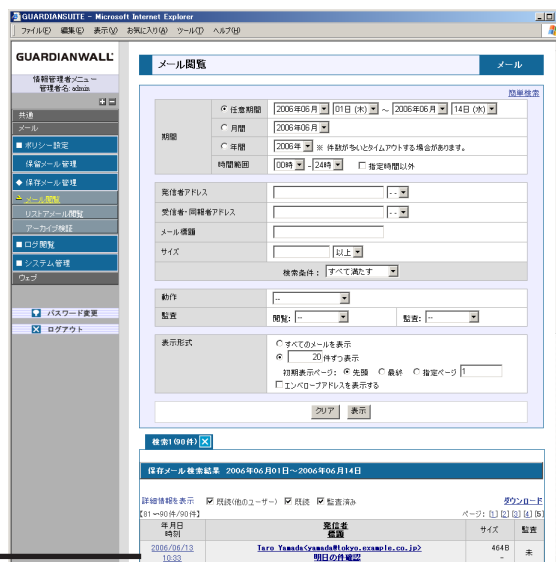 GUARDIANSUITE - Microsoft Internet Explorer
ファイル(F) 編集(E) 表示(V) お気に入り(A) ツール(T) ヘルプ(H)
GUARDIANWALL
情報管理者メニュー
管理者名: admin
共通
メール
■ ポリシー設定
保留メール管理
◆ 保存メール管理
メール閲覧
リストアメール閲覧
アーカイブ検証
■ ログ閲覧
■ システム管理
ウェブ
パスワード変更
ログアウト
メール閲覧 メール
簡単検索
期間
任意期間 2006年06月 01日 (木) ~ 2006年06月 14日 (水)
月間 2006年06月
年間 2006年 ※ 件数が多いとタイムアウトする場合があります。
時間範囲 00時 - 24時 指定時間以外
発信者アドレス --
受信者・同報者アドレス --
メール標題
サイズ 以上
検索条件: すべて満たす
動作 --
監査 閲覧: -- 監査: --
表示形式
すべてのメールを表示
20 件ずつ表示
初期表示ページ: 先頭 最終 指定ページ 1
エンベロープアドレスを表示する
クリア 表示
検索1(90件)
保存メール検索結果 2006年06月01日~2006年06月14日
詳細情報を表示 既読(他のユーザー) 既読 監査済み ダウンロード
【81~90件/90件】 ページ: [1] [2] [3] [4] [5]
年月日 時刻 発信者 標題 サイズ 監査
2006/06/13 Taro Yamada<yamada@tokyo.example.co.jp> 464B 未
10:33 明日の件確認 -